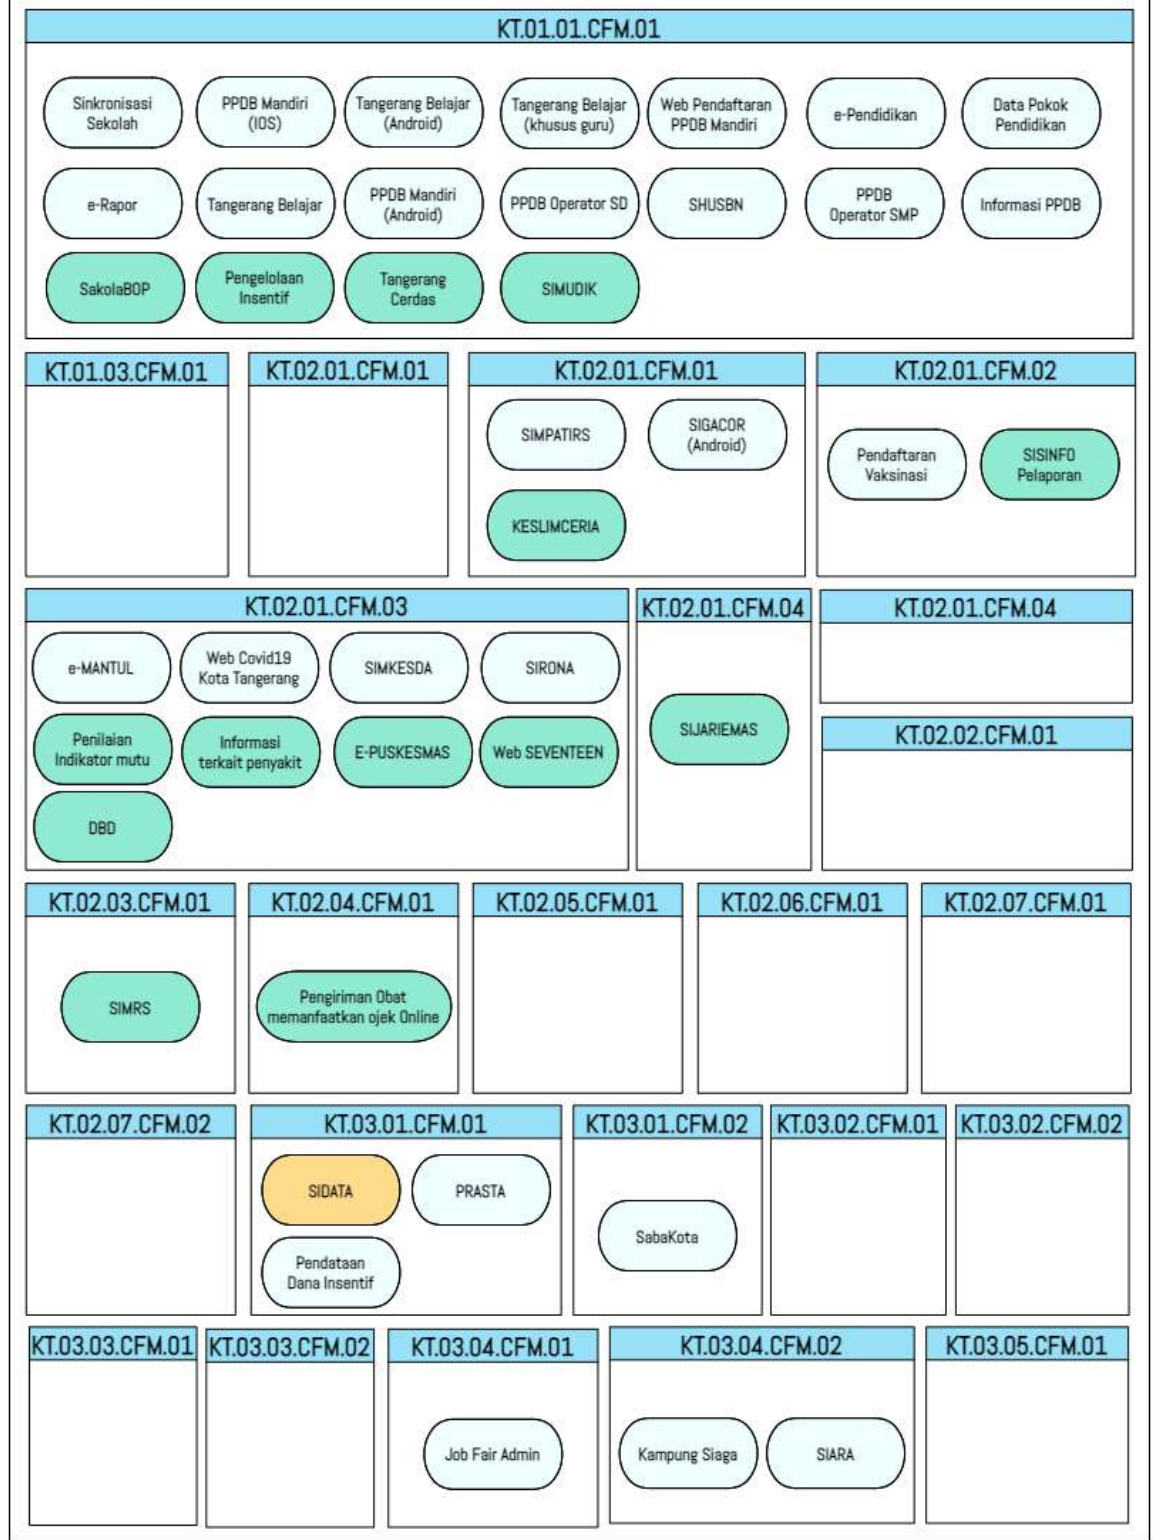 KT.01.01.CFM.01
Sinkronisasi
Sekolah
PPDB Mandiri
(IOS)
Tangerang Belajar
(Android)
Tangerang Belajar
(khusus guru)
Web Pendaftaran
PPDB Mandiri
e-Pendidikan
Data Pokok
Pendidikan
e-Rapor
Tangerang Belajar
PPDB Mandiri
(Android)
PPDB Operator SD
SHUSBN
PPDB
Operator SMP
Informasi PPDB
SakolaBOP
Pengelolaan
Insentif
Tangerang
Cerdas
SIMUDIK
KT.01.03.CFM.01
KT.02.01.CFM.01
KT.02.01.CFM.01
SIMPATIRS
SIGACOR
(Android)
KESLIMCERIA
KT.02.01.CFM.02
Pendaftaran
Vaksinasi
SISINFO
Pelaporan
KT.02.01.CFM.03
e-MANTUL
Web Covid19
Kota Tangerang
SIMKESDA
SIRONA
Penilaian
Indikator mutu
Informasi
terkait penyakit
E-PUSKESMAS
Web SEVENTEEN
DBD
KT.02.01.CFM.04
SIJARIEMAS
KT.02.01.CFM.04
KT.02.02.CFM.01
KT.02.03.CFM.01
SIMRS
KT.02.04.CFM.01
Pengiriman Obat
memanfaatkan ojek Online
KT.02.05.CFM.01
KT.02.06.CFM.01
KT.02.07.CFM.01
KT.02.07.CFM.02
KT.03.01.CFM.01
SIDATA
PRASTA
Pendataan
Dana Insentif
KT.03.01.CFM.02
SabaKota
KT.03.02.CFM.01
KT.03.02.CFM.02
KT.03.03.CFM.01
KT.03.03.CFM.02
KT.03.04.CFM.01
Job Fair Admin
KT.03.04.CFM.02
Kampung Siaga
SIARA
KT.03.05.CFM.01